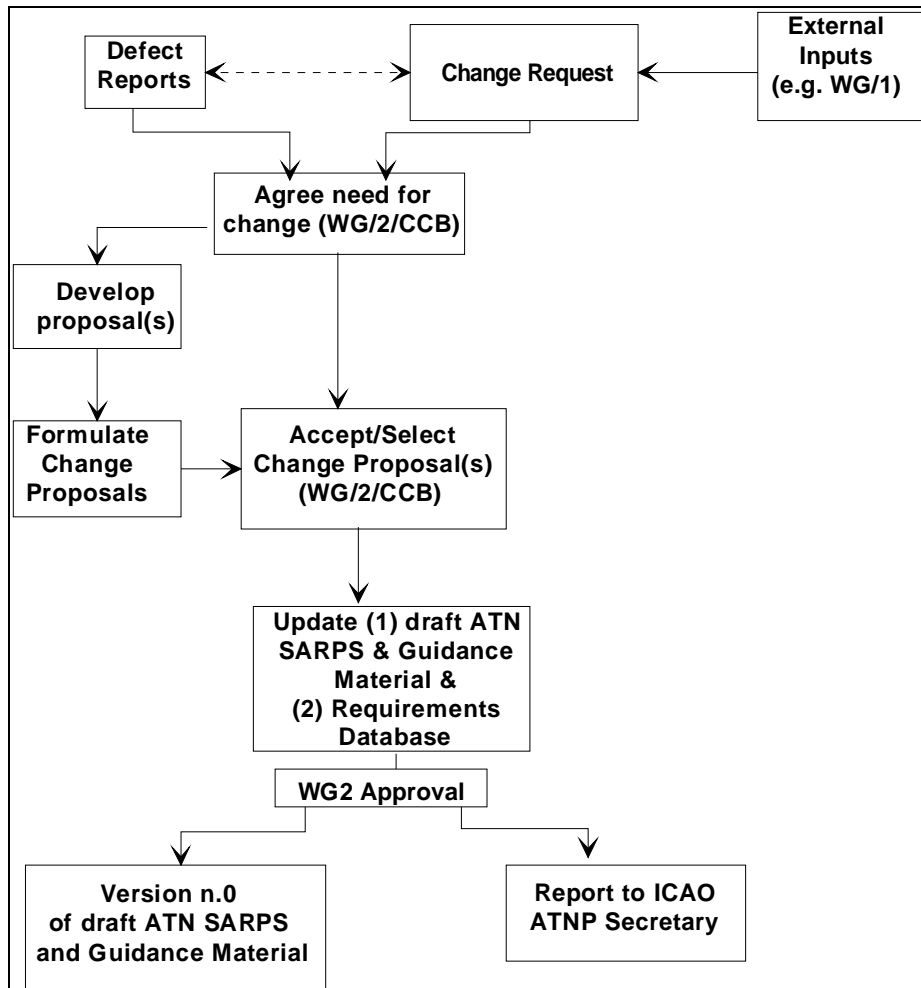 Defect
Reports
Change Request
External
Inputs
(e.g. WG/1)
Agree need for
change (WG/2/CCB)
Develop
proposal(s)
Formulate
Change
Proposals
Accept/Select
Change Proposal(s)
(WG/2/CCB)
Update (1) draft ATN
SARPS & Guidance
Material &
(2) Requirements
Database
WG2 Approval
Version n.0
of draft ATN SARPS
and Guidance Material
Report to ICAO
ATNP Secretary